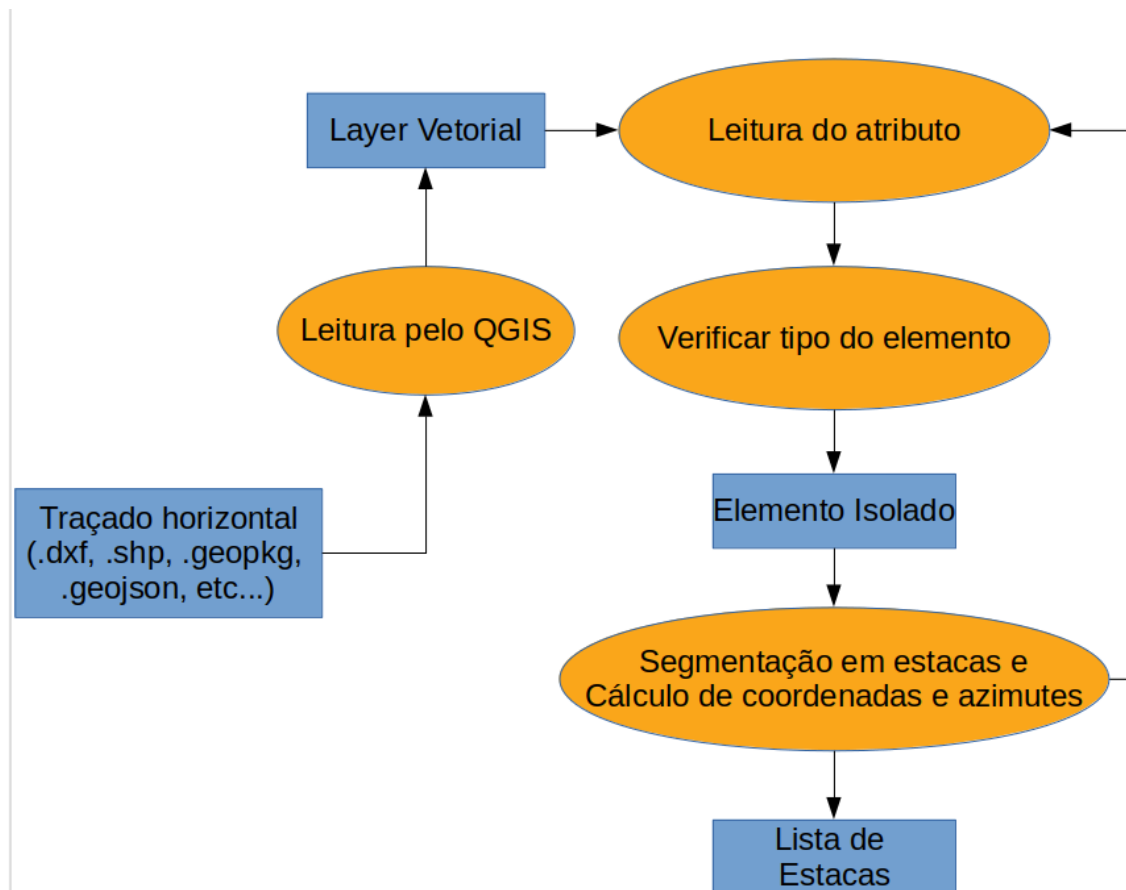 Layer Vetorial
Leitura do atributo
Leitura pelo QGIS
Verificar tipo do elemento
Traçado horizontal
(.dxf, .shp, .geopkg,
.geojson, etc...)
Elemento Isolado
Segmentação em estacas e
Cálculo de coordenadas e azimutes
Lista de
Estacas